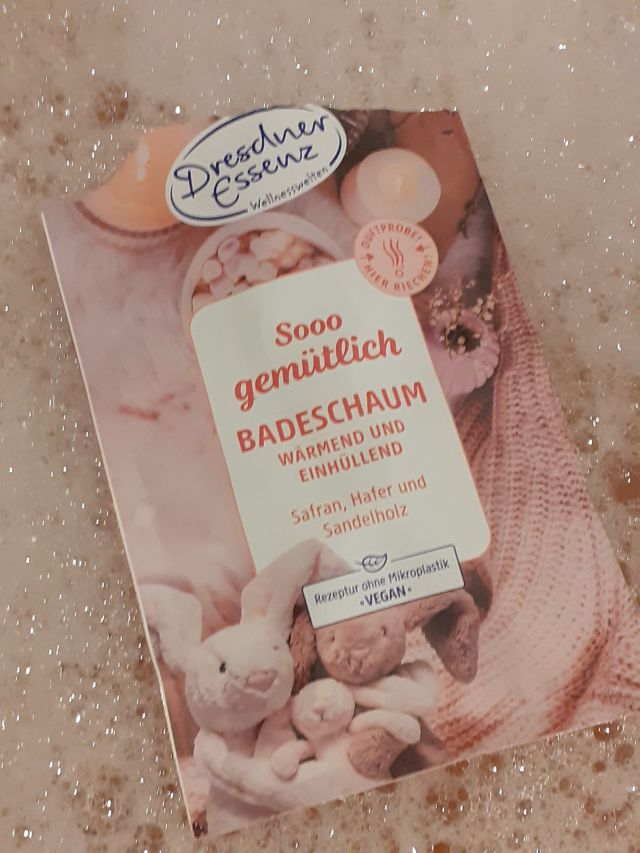 Dresdner
Essenz
Wellnesswelten
DUFTPROBE!
HIER RIECHEN!
Sooo
gemütlich
BADESCHAUM
WÄRMEND UND
EINHÜLLEND
Safran, Hafer und
Sandelholz
Rezeptur ohne Mikroplastik
•VEGAN•